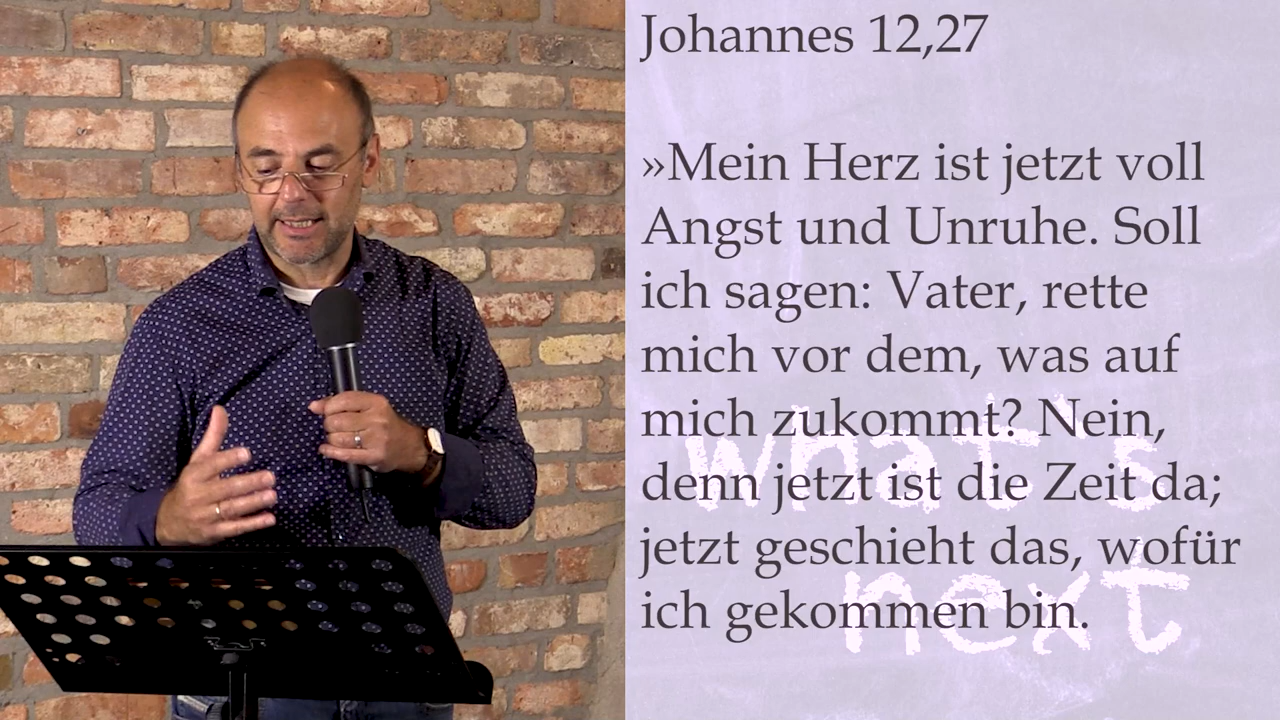 Johannes 12,27
»Mein Herz ist jetzt voll
Angst und Unruhe. Soll
ich sagen: Vater, rette
mich vor dem, was auf
mich zukommt? Nein,
denn jetzt ist die Zeit da;
jetzt geschieht das, wofür
ich gekommen bin.
what's
next